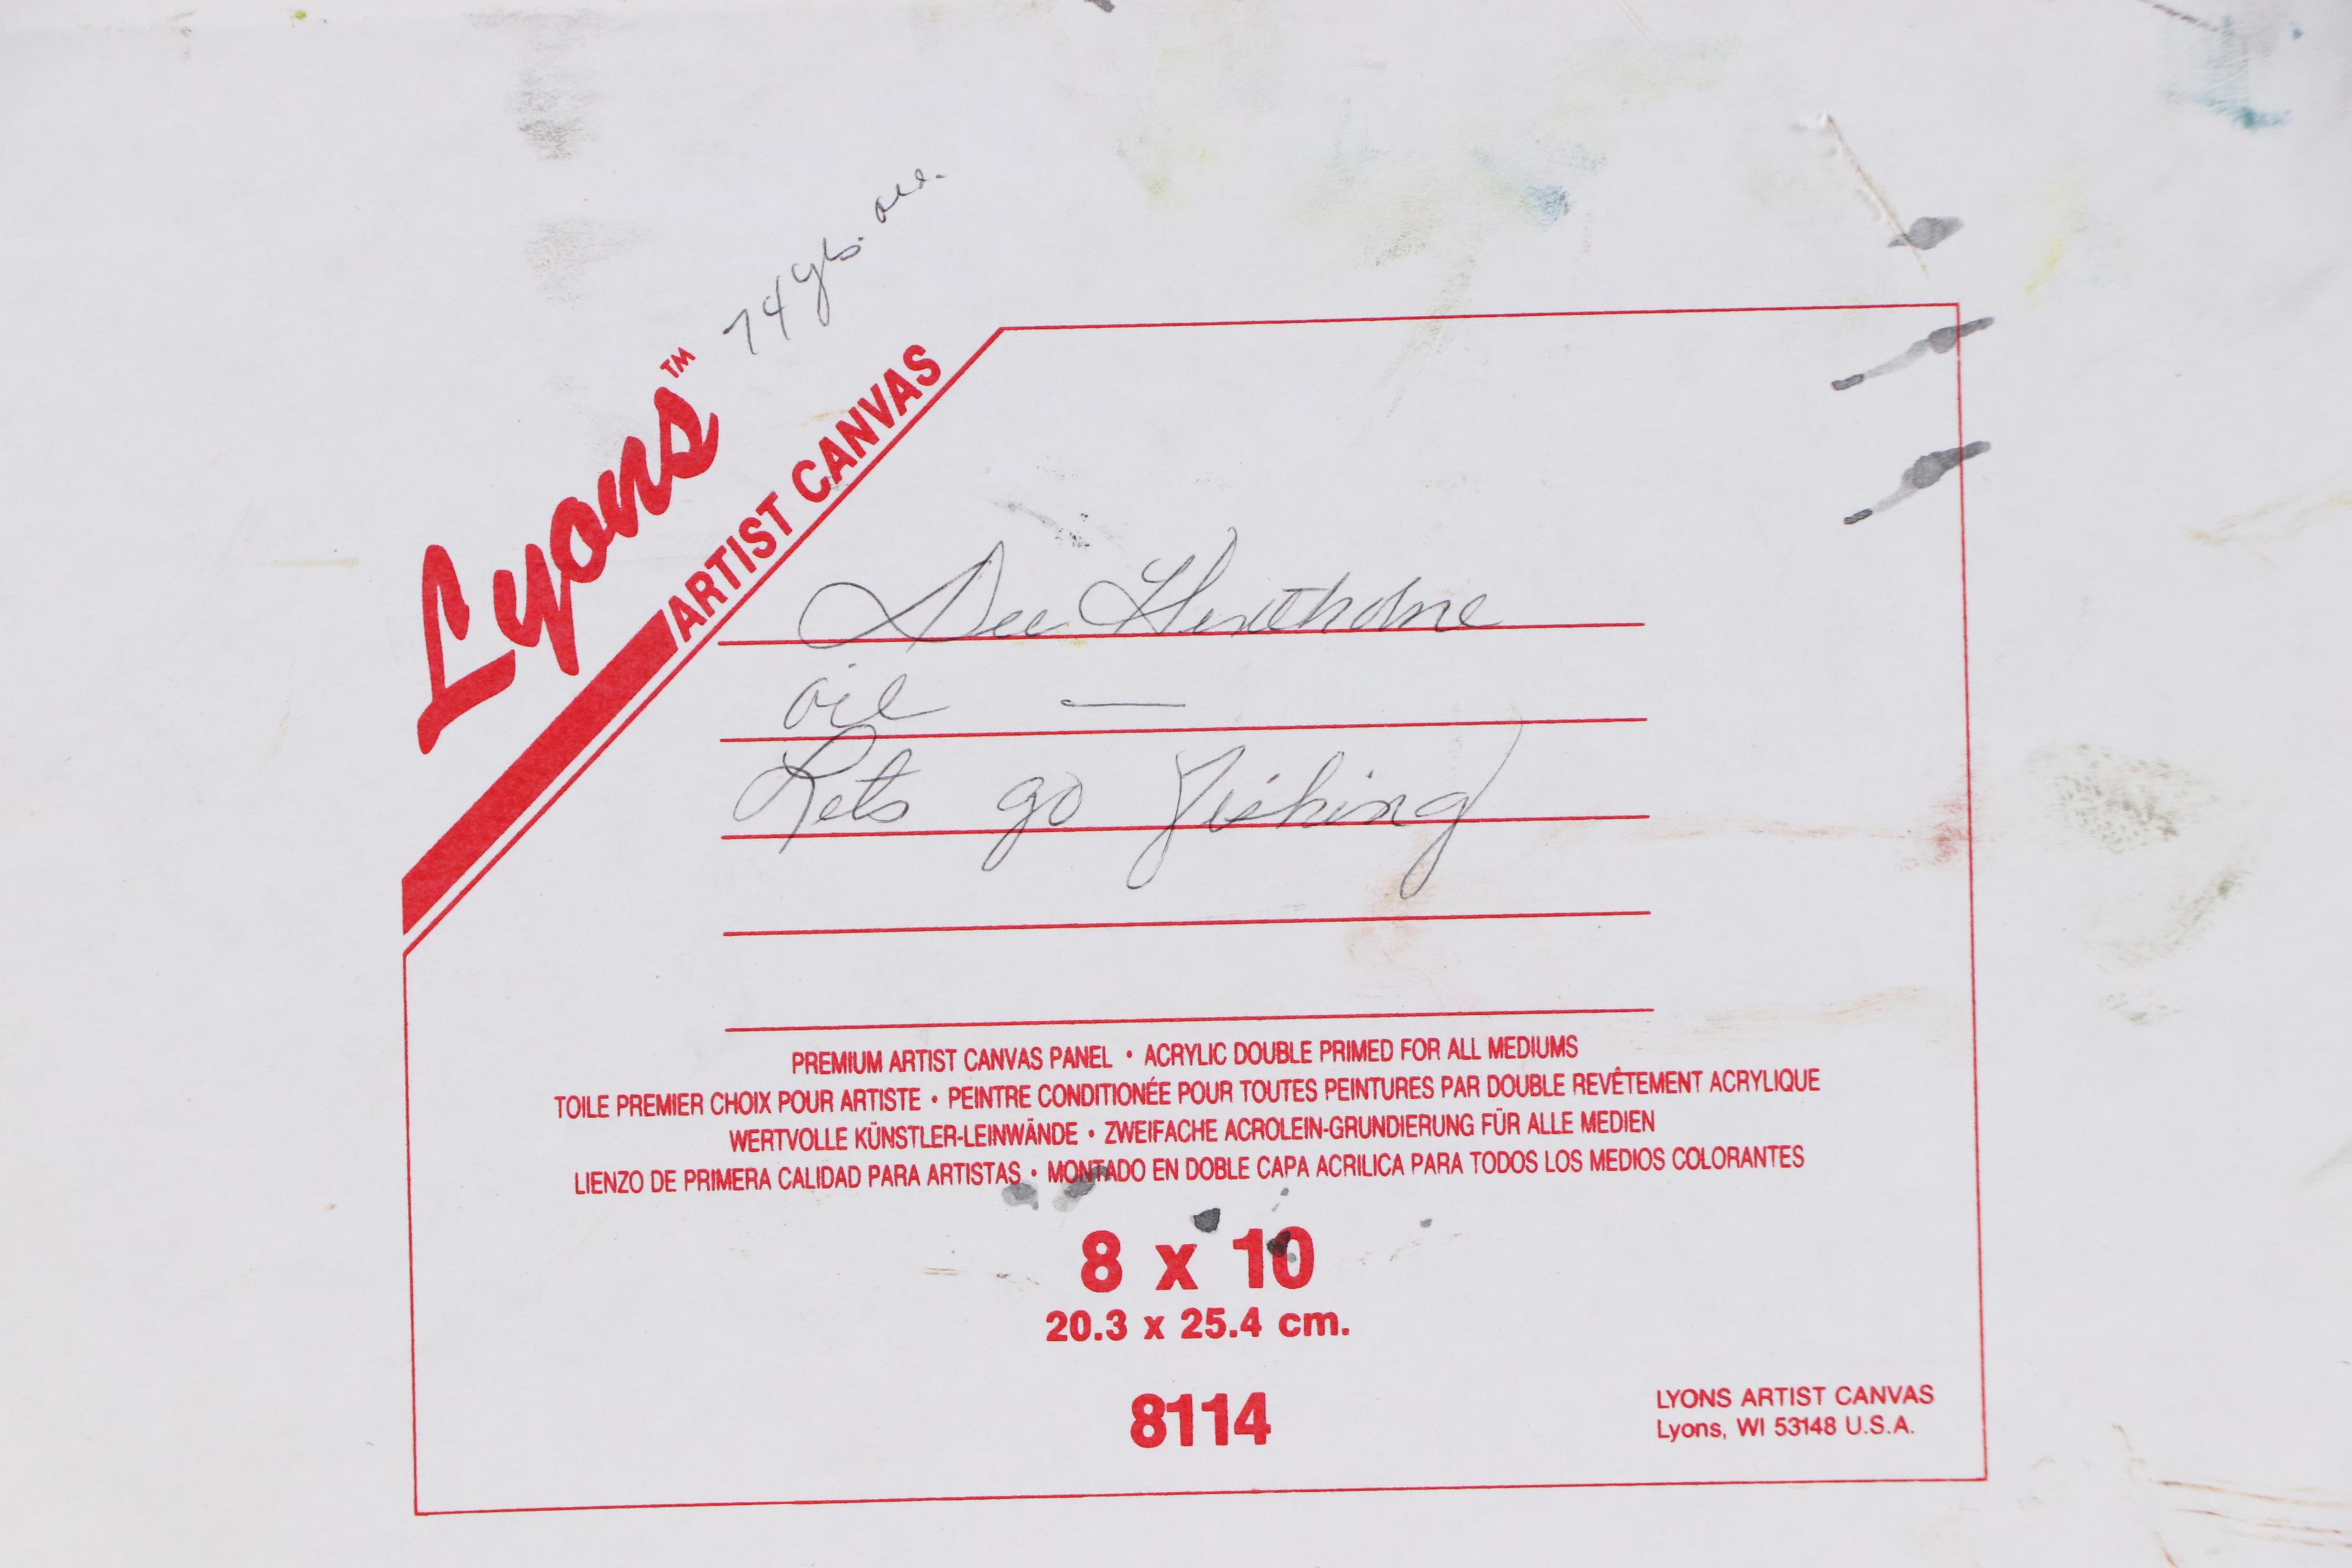 74 yrs. old.
Lyons™
ARTIST CANVAS
Dee Hawthorne
oil —
Lets go fishing
PREMIUM ARTIST CANVAS PANEL • ACRYLIC DOUBLE PRIMED FOR ALL MEDIUMS
TOILE PREMIER CHOIX POUR ARTISTE • PEINTRE CONDITIONÉE POUR TOUTES PEINTURES PAR DOUBLE REVÊTEMENT ACRYLIQUE
WERTVOLLE KÜNSTLER-LEINWÄNDE • ZWEIFACHE ACROLEIN-GRUNDIERUNG FÜR ALLE MEDIEN
LIENZO DE PRIMERA CALIDAD PARA ARTISTAS • MONTADO EN DOBLE CAPA ACRILICA PARA TODOS LOS MEDIOS COLORANTES
8 x 10
20.3 x 25.4 cm.
8114
LYONS ARTIST CANVAS
Lyons, WI 53148 U.S.A.